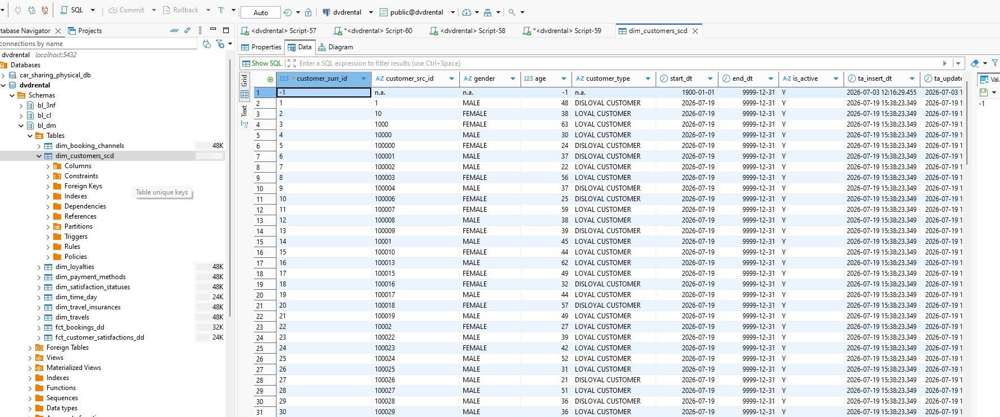 SQL Commit Rollback T Auto dvdrental public@dvdrental
Database Navigator Projects
connections by name
dvdrental localhost:5432
Databases
car_sharing_physical_db
dvdrental
Schemas
bl_3nf
bl_cl
bl_dm
Tables
dim_booking_channels 48K
dim_customers_scd
Columns
Constraints
Foreign Keys
Table unique keys
Indexes
Dependencies
References
Partitions
Triggers
Rules
Policies
dim_loyalties 48K
dim_payment_methods 48K
dim_satisfaction_statuses 48K
dim_time_day 24K
dim_travel_insurances 48K
dim_travels 48K
fct_bookings_dd 32K
fct_customer_satisfactions_dd 24K
Foreign Tables
Views
Materialized Views
Indexes
Functions
Sequences
Data types
<dvdrental> Script-57 *<dvdrental> Script-60 <dvdrental> Script-58 *<dvdrental> Script-59 dim_customers_scd
Properties Data Diagram
Show SQL Enter a SQL expression to filter results (use Ctrl+Space)
Grid
Text
123 customer_surr_id A-Z customer_src_id A-Z gender 123 age A-Z customer_type start_dt end_dt A-Z is_active ta_insert_dt ta_update
1 -1 n.a. n.a. -1 n.a. 1900-01-01 9999-12-31 Y 2026-07-03 12:16:29.455 2026-07-03 1
2 1 1 MALE 48 DISLOYAL CUSTOMER 2026-07-19 9999-12-31 Y 2026-07-19 15:38:23.349 2026-07-19 1
3 2 10 FEMALE 38 LOYAL CUSTOMER 2026-07-19 9999-12-31 Y 2026-07-19 15:38:23.349 2026-07-19 1
4 3 1000 FEMALE 63 LOYAL CUSTOMER 2026-07-19 9999-12-31 Y 2026-07-19 15:38:23.349 2026-07-19 1
5 4 10000 MALE 30 LOYAL CUSTOMER 2026-07-19 9999-12-31 Y 2026-07-19 15:38:23.349 2026-07-19 1
6 5 100000 FEMALE 24 DISLOYAL CUSTOMER 2026-07-19 9999-12-31 Y 2026-07-19 15:38:23.349 2026-07-19 1
7 6 100001 MALE 37 DISLOYAL CUSTOMER 2026-07-19 9999-12-31 Y 2026-07-19 15:38:23.349 2026-07-19 1
8 7 100002 MALE 22 LOYAL CUSTOMER 2026-07-19 9999-12-31 Y 2026-07-19 15:38:23.349 2026-07-19 1
9 8 100003 FEMALE 56 LOYAL CUSTOMER 2026-07-19 9999-12-31 Y 2026-07-19 15:38:23.349 2026-07-19 1
10 9 100004 MALE 37 DISLOYAL CUSTOMER 2026-07-19 9999-12-31 Y 2026-07-19 15:38:23.349 2026-07-19 1
11 10 100006 FEMALE 25 DISLOYAL CUSTOMER 2026-07-19 9999-12-31 Y 2026-07-19 15:38:23.349 2026-07-19 1
12 11 100007 FEMALE 59 LOYAL CUSTOMER 2026-07-19 9999-12-31 Y 2026-07-19 15:38:23.349 2026-07-19 1
13 12 100008 MALE 38 LOYAL CUSTOMER 2026-07-19 9999-12-31 Y 2026-07-19 15:38:23.349 2026-07-19 1
14 13 100009 FEMALE 39 DISLOYAL CUSTOMER 2026-07-19 9999-12-31 Y 2026-07-19 15:38:23.349 2026-07-19 1
15 14 10001 MALE 45 LOYAL CUSTOMER 2026-07-19 9999-12-31 Y 2026-07-19 15:38:23.349 2026-07-19 1
16 15 100010 FEMALE 44 LOYAL CUSTOMER 2026-07-19 9999-12-31 Y 2026-07-19 15:38:23.349 2026-07-19 1
17 16 100013 MALE 62 LOYAL CUSTOMER 2026-07-19 9999-12-31 Y 2026-07-19 15:38:23.349 2026-07-19 1
18 17 100015 FEMALE 49 LOYAL CUSTOMER 2026-07-19 9999-12-31 Y 2026-07-19 15:38:23.349 2026-07-19 1
19 18 100016 FEMALE 32 DISLOYAL CUSTOMER 2026-07-19 9999-12-31 Y 2026-07-19 15:38:23.349 2026-07-19 1
20 19 100017 MALE 44 LOYAL CUSTOMER 2026-07-19 9999-12-31 Y 2026-07-19 15:38:23.349 2026-07-19 1
21 20 100018 FEMALE 57 DISLOYAL CUSTOMER 2026-07-19 9999-12-31 Y 2026-07-19 15:38:23.349 2026-07-19 1
22 21 100019 MALE 49 LOYAL CUSTOMER 2026-07-19 9999-12-31 Y 2026-07-19 15:38:23.349 2026-07-19 1
23 22 10002 FEMALE 27 LOYAL CUSTOMER 2026-07-19 9999-12-31 Y 2026-07-19 15:38:23.349 2026-07-19 1
24 23 100022 MALE 39 LOYAL CUSTOMER 2026-07-19 9999-12-31 Y 2026-07-19 15:38:23.349 2026-07-19 1
25 24 100023 FEMALE 42 LOYAL CUSTOMER 2026-07-19 9999-12-31 Y 2026-07-19 15:38:23.349 2026-07-19 1
26 25 100024 MALE 52 LOYAL CUSTOMER 2026-07-19 9999-12-31 Y 2026-07-19 15:38:23.349 2026-07-19 1
27 26 100025 MALE 31 LOYAL CUSTOMER 2026-07-19 9999-12-31 Y 2026-07-19 15:38:23.349 2026-07-19 1
28 27 100026 MALE 21 DISLOYAL CUSTOMER 2026-07-19 9999-12-31 Y 2026-07-19 15:38:23.349 2026-07-19 1
29 28 100027 MALE 51 LOYAL CUSTOMER 2026-07-19 9999-12-31 Y 2026-07-19 15:38:23.349 2026-07-19 1
30 29 100028 MALE 36 DISLOYAL CUSTOMER 2026-07-19 9999-12-31 Y 2026-07-19 15:38:23.349 2026-07-19 1
31 30 100029 MALE 36 LOYAL CUSTOMER 2026-07-19 9999-12-31 Y 2026-07-19 15:38:23.349 2026-07-19 1
Val
-1